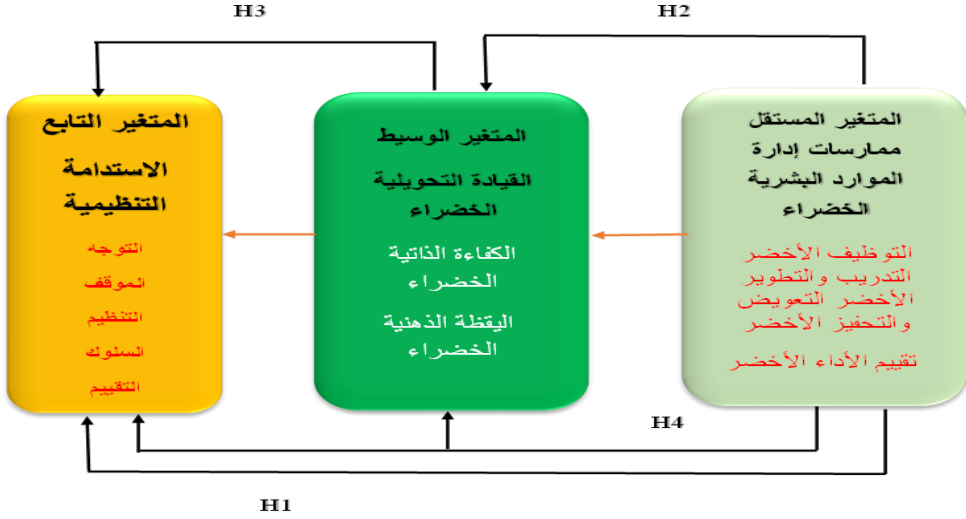 H3
H2
المتغير المستقل
ممارسات إدارة
الموارد البشرية
الخضراء
التوظيف الأخضر
التدريب والتطوير
الأخضر التعويض
والتحفيز الأخضر
تقييم الأداء الأخضر
المتغير الوسيط
القيادة التحويلية
الخضراء
الكفاءة الذاتية
الخضراء
اليقظة الذهنية
الخضراء
المتغير التابع
الاستدامة
التنظيمية
التوجه
الموقف
التنظيم
السلوك
التقييم
H4
H1